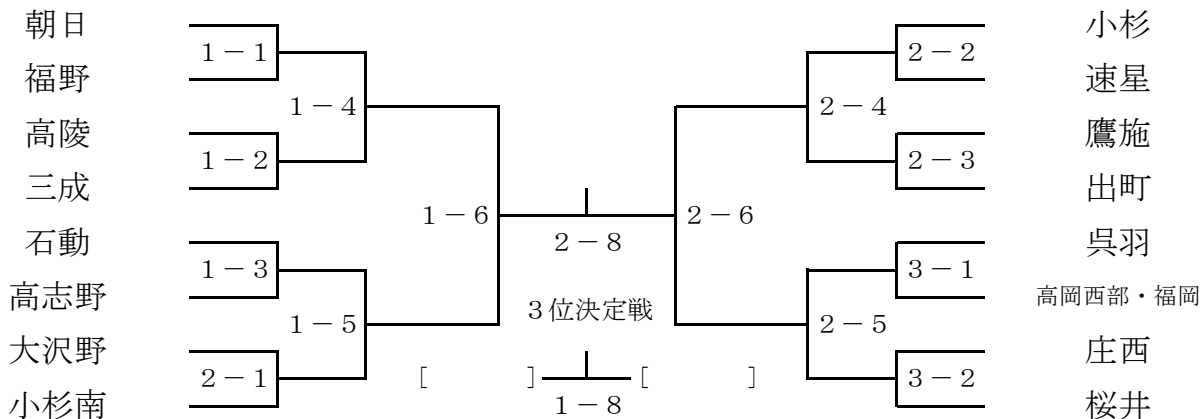 朝日
小杉
1－1
2－2
福野
速星
1－4
2－4
高陵
鷹施
1－2
2－3
三成
出町
1－6
2－6
石動
2－8
呉羽
1－3
3－1
高志野
3位決定戦
高岡西部・福岡
1－5
2－5
大沢野
庄西
2－1
[　　　]
[　　　]
3－2
小杉南
1－8
桜井